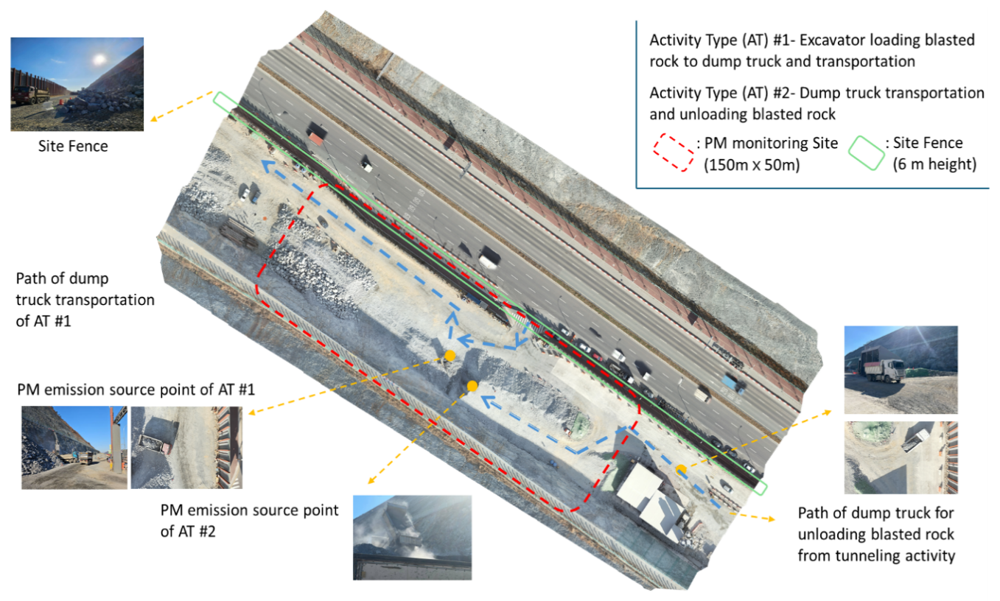 Activity Type (AT) #1- Excavator loading blasted
rock to dump truck and transportation
Activity Type (AT) #2- Dump truck transportation
and unloading blasted rock
: PM monitoring Site
(150m x 50m)
: Site Fence
(6 m height)
Site Fence
Path of dump
truck transportation
of AT #1
PM emission source point of AT #1
PM emission source point
of AT #2
Path of dump truck for
unloading blasted rock
from tunneling activity